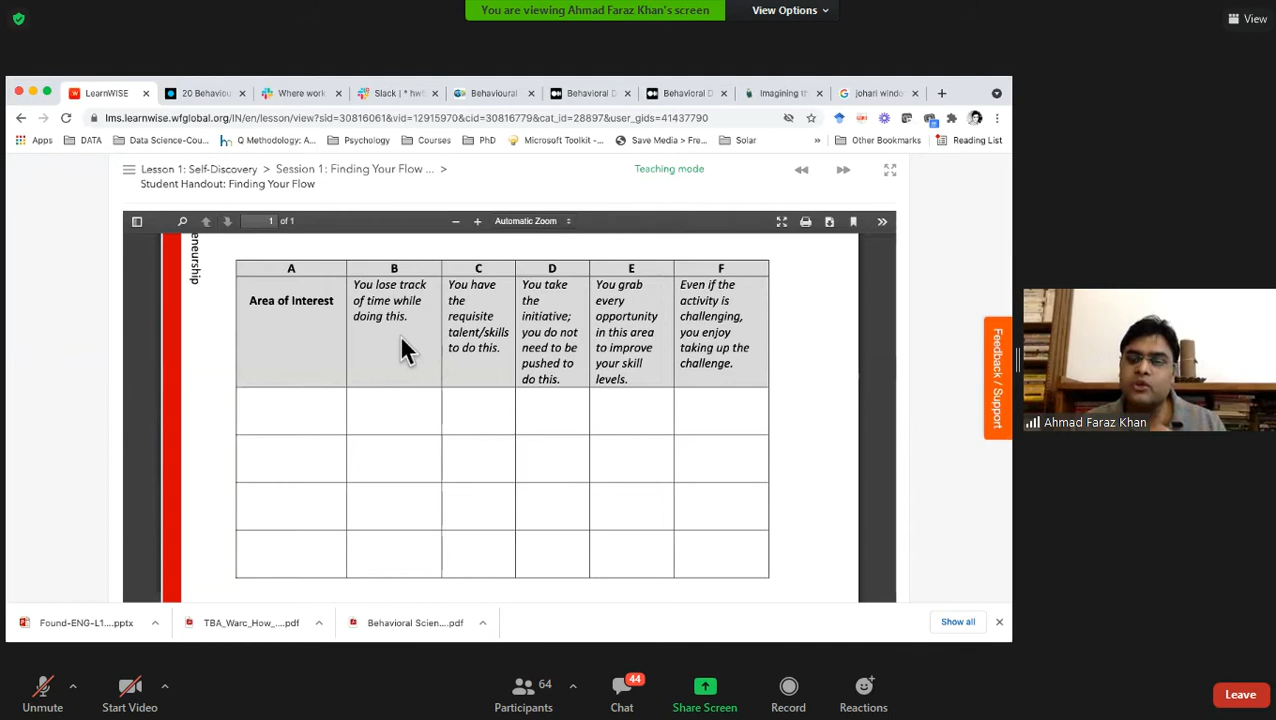 You are viewing Ahmad Faraz Khan's screen
View Options
View
LearnWISE
20 Behaviou
Where work
Slack | * hwf
Behavioural
Behavioral D
Behavioral D
Imagining th
johari windo
lms.learnwise.wfglobal.org/IN/en/lesson/view?sid=30816061&vid=12915970&cid=30816779&cat_id=28897&user_gids=41437790
Apps
DATA
Data Science-Cou...
Q Methodology: A...
Psychology
Courses
PhD
Microsoft Toolkit -...
Save Media > Fre...
Solar
»
Other Bookmarks
Reading List
Lesson 1: Self-Discovery > Session 1: Finding Your Flow ... >
Student Handout: Finding Your Flow
Teaching mode
1 of 1
Automatic Zoom
eneurship
A B C D E F
Area of Interest
You lose track
of time while
doing this.
You have
the
requisite
talent/skills
to do this.
You take
the
initiative;
you do not
need to be
pushed to
do this.
You grab
every
opportunity
in this area
to improve
your skill
levels.
Even if the
activity is
challenging,
you enjoy
taking up the
challenge.
Feedback / Support
Ahmad Faraz Khan
Found-ENG-L1....pptx
TBA_Warc_How_....pdf
Behavioral Scien....pdf
Show all
Unmute
Start Video
64
Participants
44
Chat
Share Screen
Record
Reactions
Leave